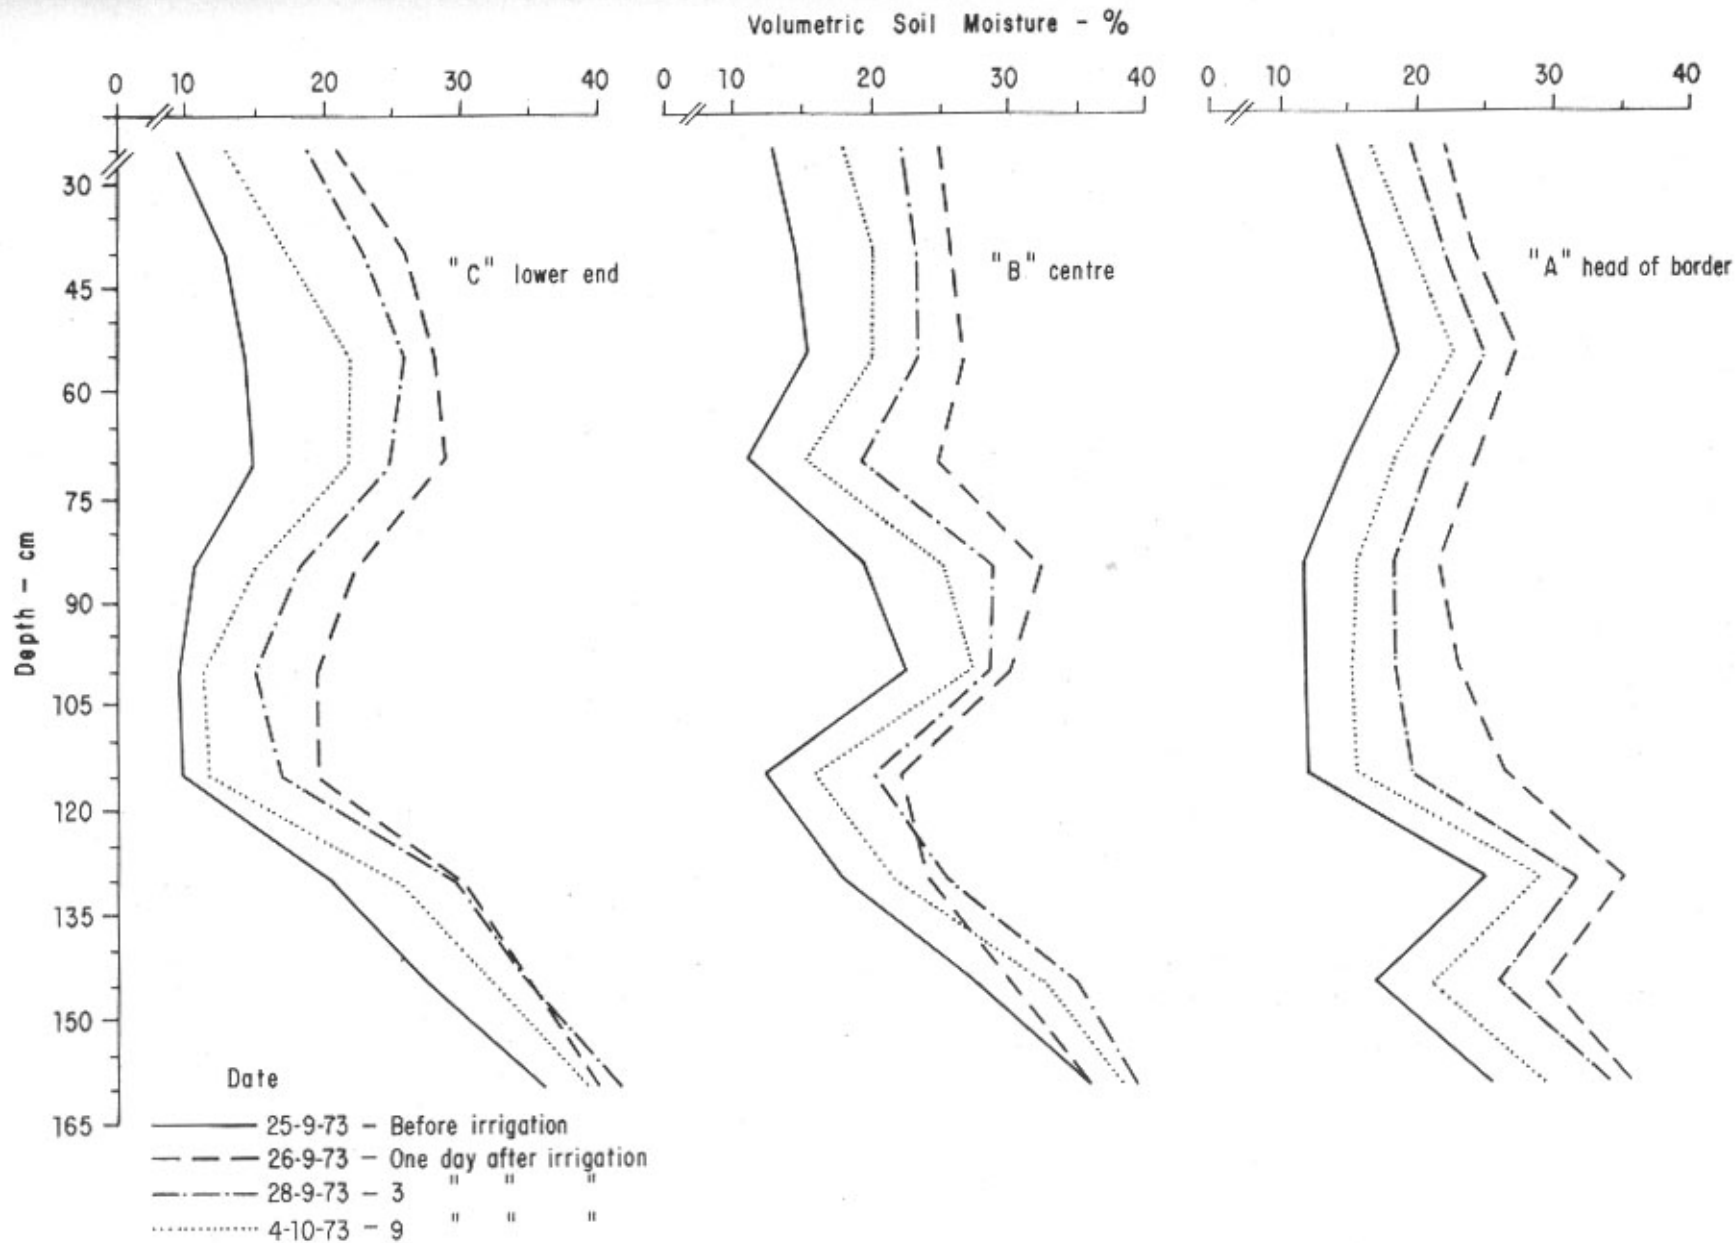 Volumetric Soil Moisture - %
0 10 20 30 40
0 10 20 30 40
0 10 20 30 40
Depth - cm
30
45
60
75
90
105
120
135
150
165
"C" lower end
"B" centre
"A" head of border
Date
25-9-73 - Before irrigation
26-9-73 - One day after irrigation
28-9-73 - 3 " " "
4-10-73 - 9 " " "